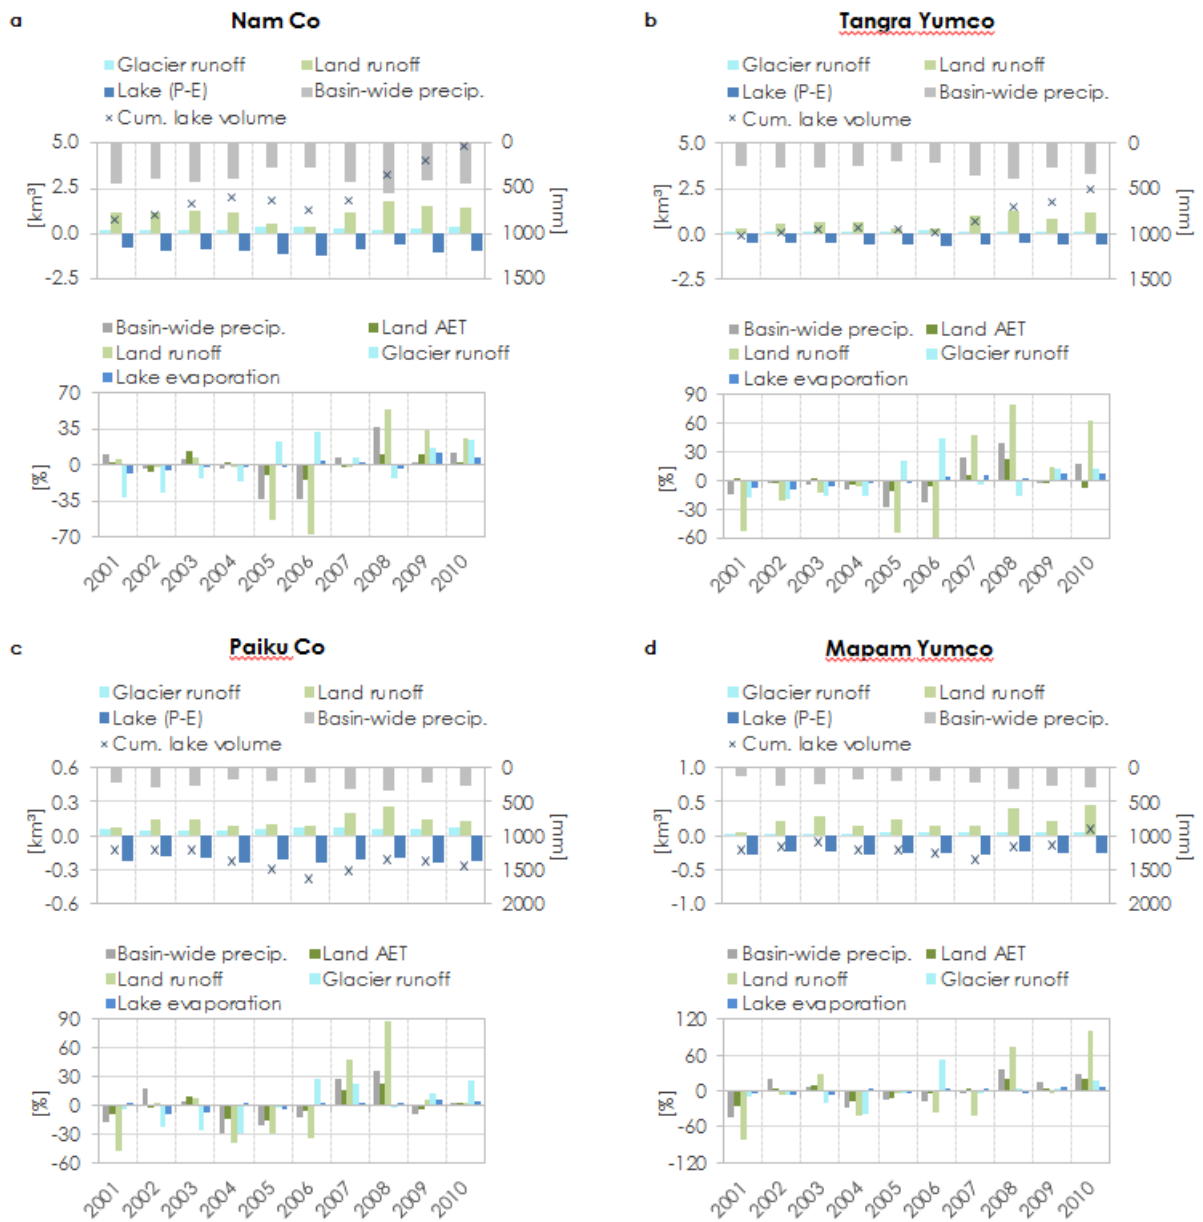 a Nam Co
Glacier runoff Land runoff
Lake (P-E) Basin-wide precip.
× Cum. lake volume
5.0 0
2.5 500
0.0 1000
-2.5 1500
[km³] [mm]
Basin-wide precip. Land AET
Land runoff Glacier runoff
Lake evaporation
70
35
0
-35
-70
[%]
2001 2002 2003 2004 2005 2006 2007 2008 2009 2010
b Tangra Yumco
Glacier runoff Land runoff
Lake (P-E) Basin-wide precip.
× Cum. lake volume
5.0 0
2.5 500
0.0 1000
-2.5 1500
[km³] [mm]
Basin-wide precip. Land AET
Land runoff Glacier runoff
Lake evaporation
90
60
30
0
-30
-60
[%]
2001 2002 2003 2004 2005 2006 2007 2008 2009 2010
c Paiku Co
Glacier runoff Land runoff
Lake (P-E) Basin-wide precip.
× Cum. lake volume
0.6 0
0.3 500
0.0 1000
-0.3 1500
-0.6 2000
[km³] [mm]
Basin-wide precip. Land AET
Land runoff Glacier runoff
Lake evaporation
90
60
30
0
-30
-60
[%]
2001 2002 2003 2004 2005 2006 2007 2008 2009 2010
d Mapam Yumco
Glacier runoff Land runoff
Lake (P-E) Basin-wide precip.
× Cum. lake volume
1.0 0
0.5 500
0.0 1000
-0.5 1500
-1.0 2000
[km³] [mm]
Basin-wide precip. Land AET
Land runoff Glacier runoff
Lake evaporation
120
60
0
-60
-120
[%]
2001 2002 2003 2004 2005 2006 2007 2008 2009 2010